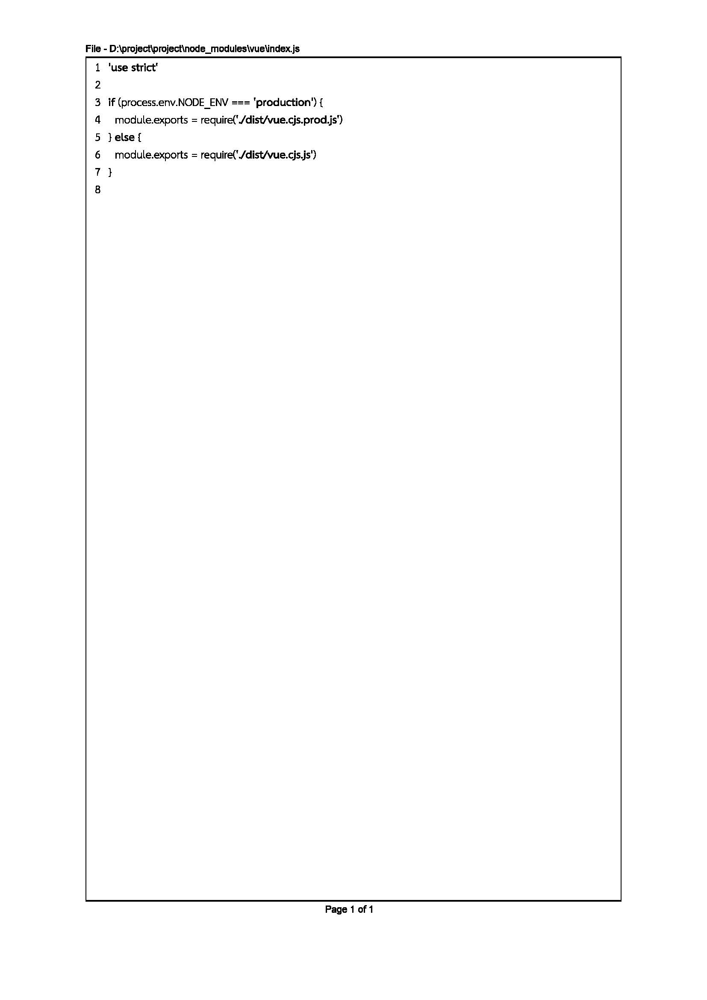 File - D:\project\project\node_modules\vue\index.js
1 'use strict'
2
3 if (process.env.NODE_ENV === 'production') {
4   module.exports = require('./dist/vue.cjs.prod.js')
5 } else {
6   module.exports = require('./dist/vue.cjs.js')
7 }
8
Page 1 of 1